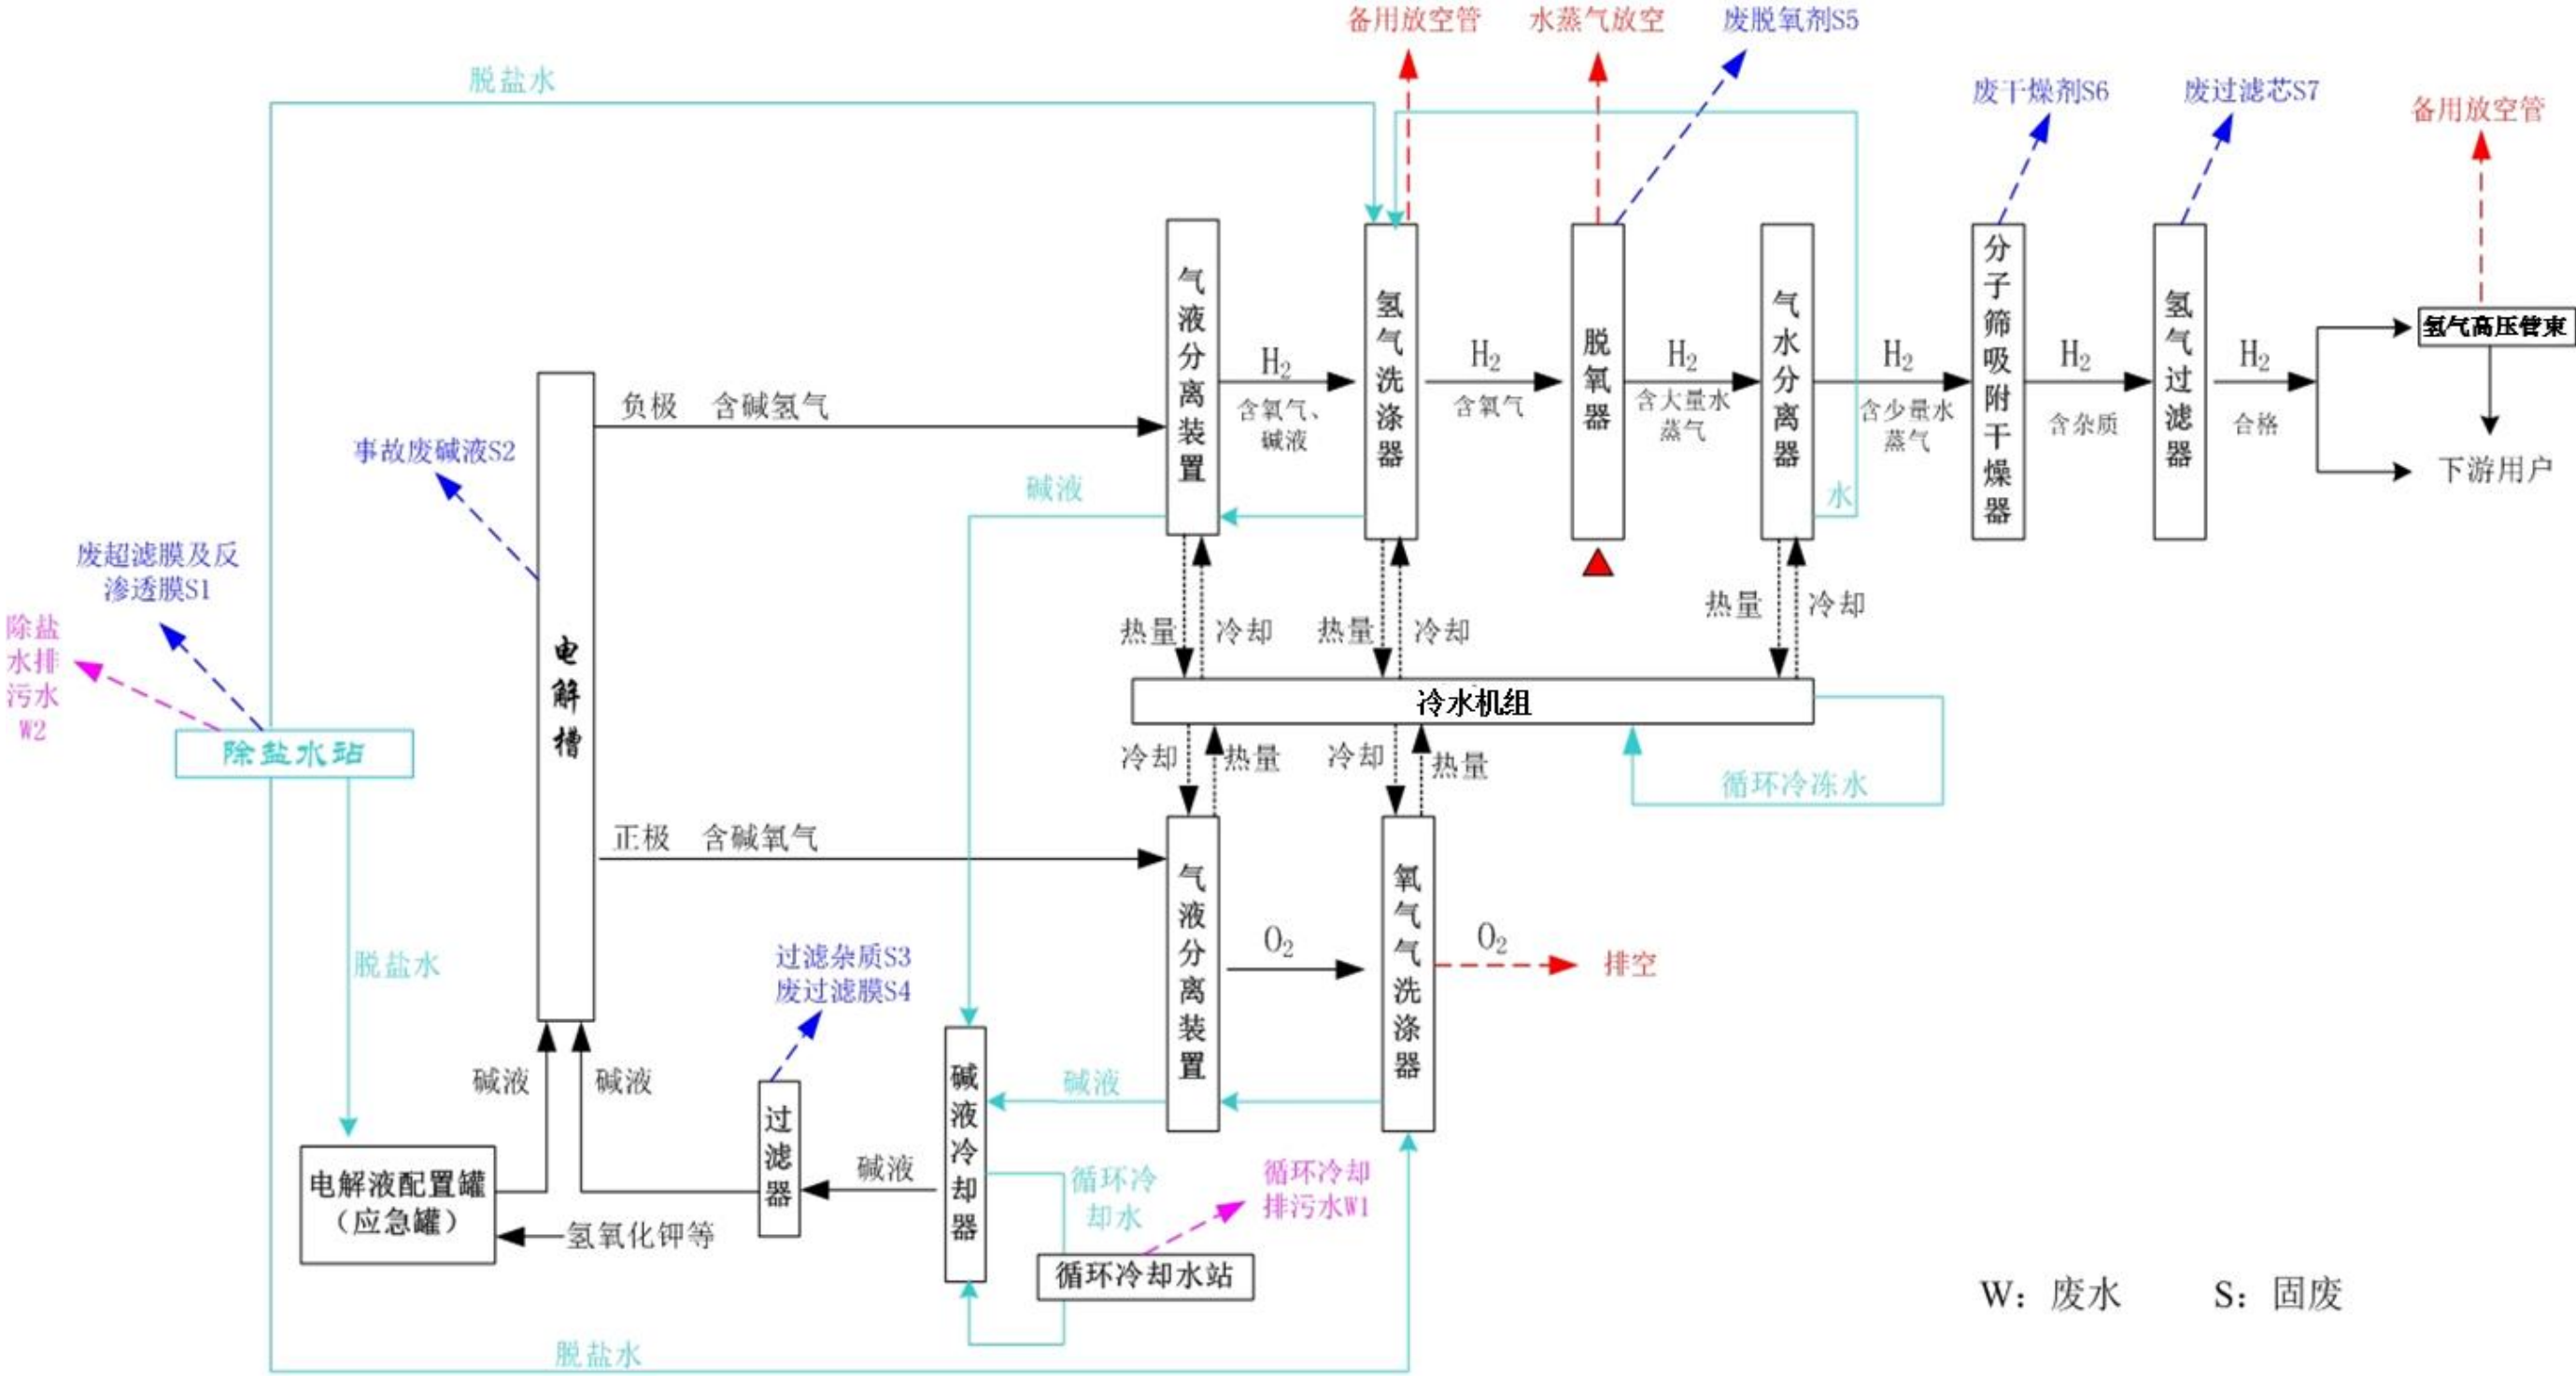 备用放空管
水蒸气放空
废脱氧剂S5
脱盐水
废干燥剂S6
废过滤芯S7
备用放空管
气液分离装置
H₂
含氧气、
碱液
氢气洗涤器
H₂
含氧气
脱氧器
H₂
含大量水
蒸气
气水分离器
H₂
含少量水
蒸气
分子筛吸附干燥器
H₂
含杂质
氢气过滤器
H₂
合格
氢气高压管束
下游用户
负极 含碱氢气
事故废碱液S2
碱液
水
废超滤膜及反
渗透膜S1
除盐
水排
污水
W2
电解槽
热量
冷却
热量
冷却
热量
冷却
冷水机组
除盐水站
冷却
热量
冷却
热量
循环冷冻水
正极 含碱氧气
气液分离装置
O₂
氧气气洗涤器
O₂
排空
脱盐水
过滤杂质S3
废过滤膜S4
碱液
碱液
过滤器
碱液
碱液冷却器
碱液
循环冷
却水
循环冷却
排污水W1
电解液配置罐
（应急罐）
氢氧化钾等
循环冷却水站
脱盐水
W：废水 S：固废